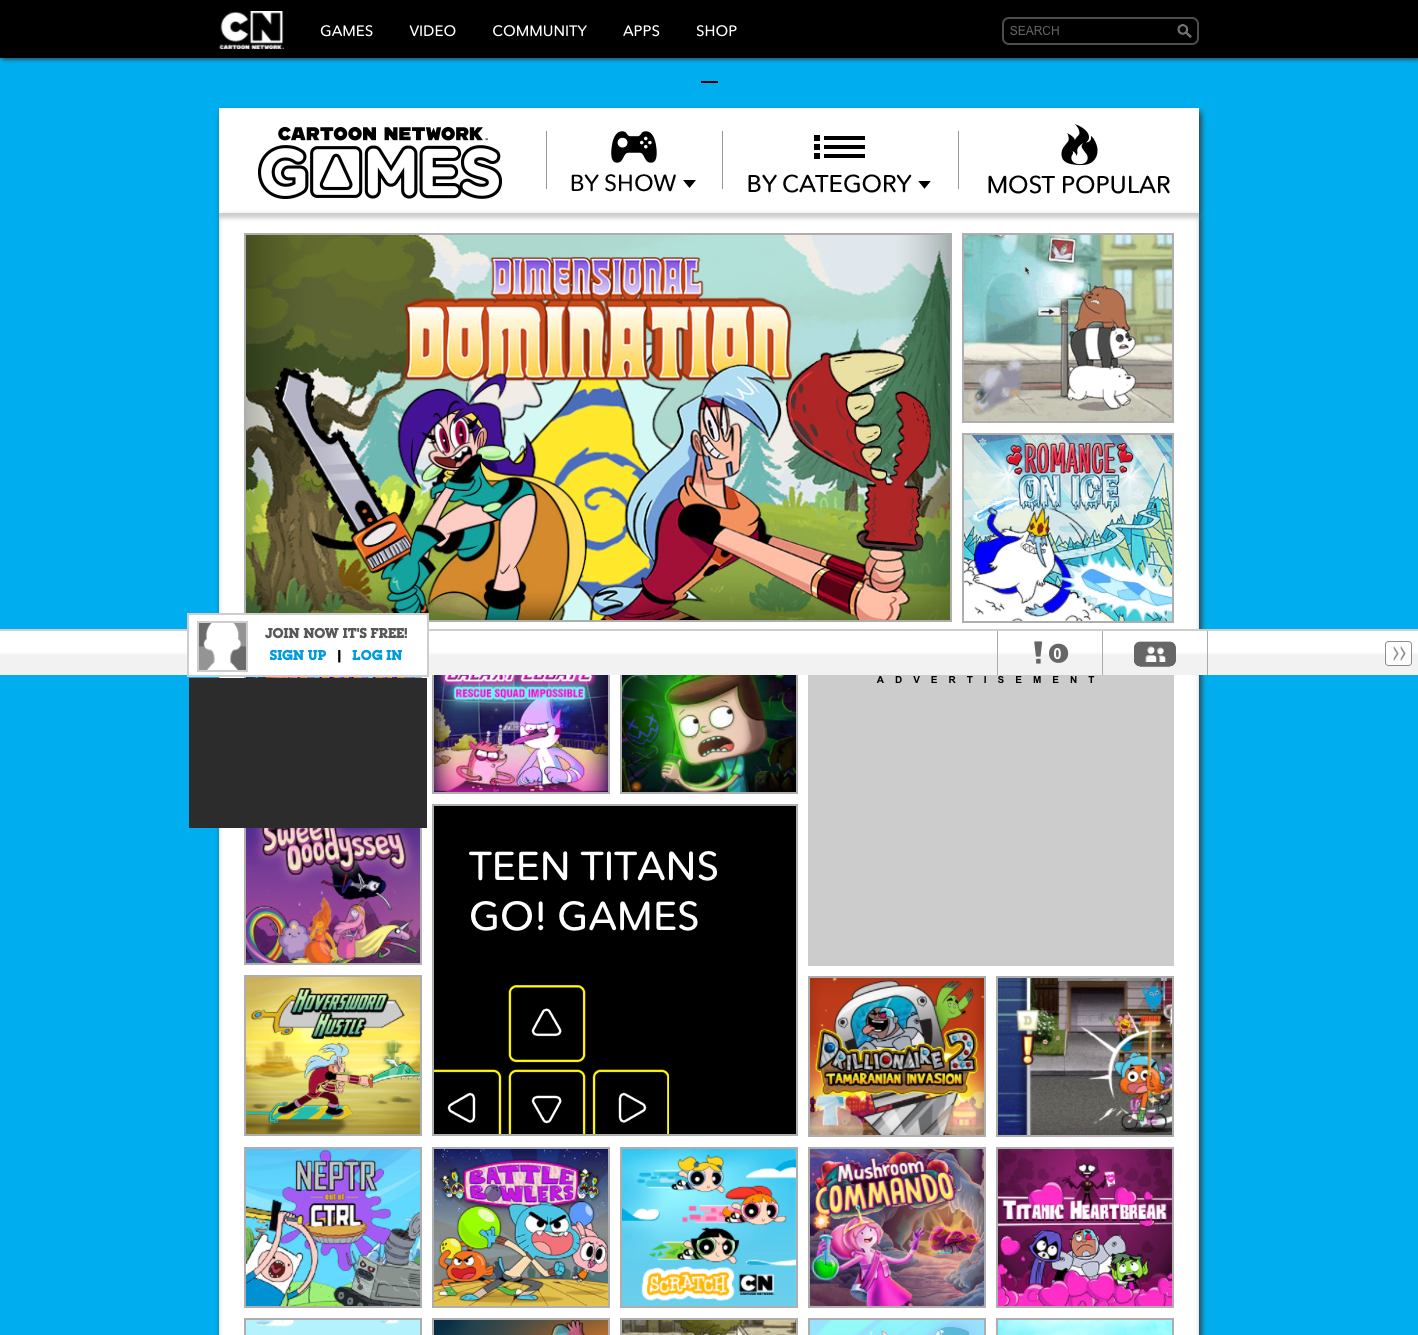 CN
CARTOON NETWORK.
GAMES
VIDEO
COMMUNITY
APPS
SHOP
SEARCH
CARTOON NETWORK.
GAMES
BY SHOW
BY CATEGORY
MOST POPULAR
DIMENSIONAL
DOMINATION
ROMANCE
ON ICE
JOIN NOW IT'S FREE!
SIGN UP | LOG IN
! 0
ADVERTISEMENT
RESCUE SQUAD IMPOSSIBLE
SWEET
OOODYSSEY
TEEN TITANS
GO! GAMES
HOVERSWORD
HUSTLE
DRILLIONAIRE 2
TAMARANIAN INVASION
D
!
NEPTR
OUT OF
CTRL
BATTLE
BOWLERS
SCRATCH
CN
CARTOON NETWORK.
Mushroom
COMMANDO
TITANIC HEARTBREAK